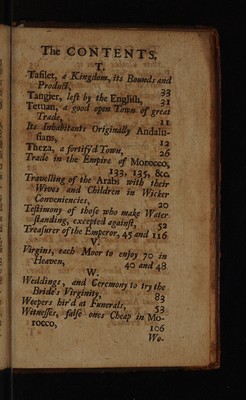 The CONTENTS.
T.
Tafilet, a Kingdom, its Bounds and
Product, 33
Tangier, left by the English, 31
Tetuan, a good open Town of great
Trade, 11
Its Inhabitants Originally Andalu-
sians, 12
Theza, a fortify'd Town, 26
Trade in the Empire of Morocco,
133, 135, &c.
Travelling of the Arabs with their
Wives and Children in Wicker
Conveniencies, 20
Testimony of those who make Water
standing, excepted against, 52
Treasurer of the Emperor, 45 and 116
V.
Virgins, each Moor to enjoy 70 in
Heaven, 40 and 48
W.
Weddings, and Ceremony to try the
Bride's Virginity, 83
Weepers hir'd at Funerals, 53
Witnesses, false ones Cheap in Mo-
rocco, 106
Wo-